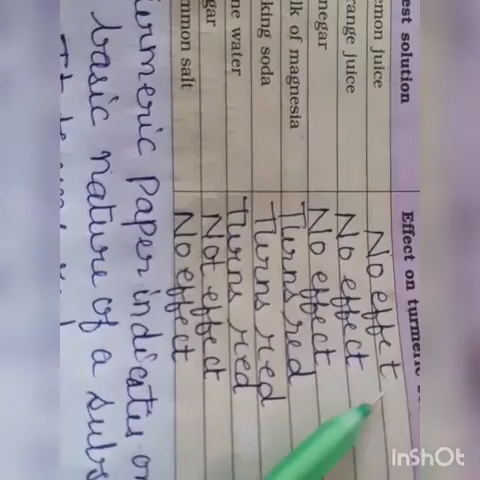 est solution Effect on turmeric
emon juice No effect
range juice No effect
negar No effect
lk of magnesia Turns red
king soda Turns red
ne water Turns red
gar Not effect
mmon salt No effect
urmeric Paper indicates on
basic nature of a subs
InShOt